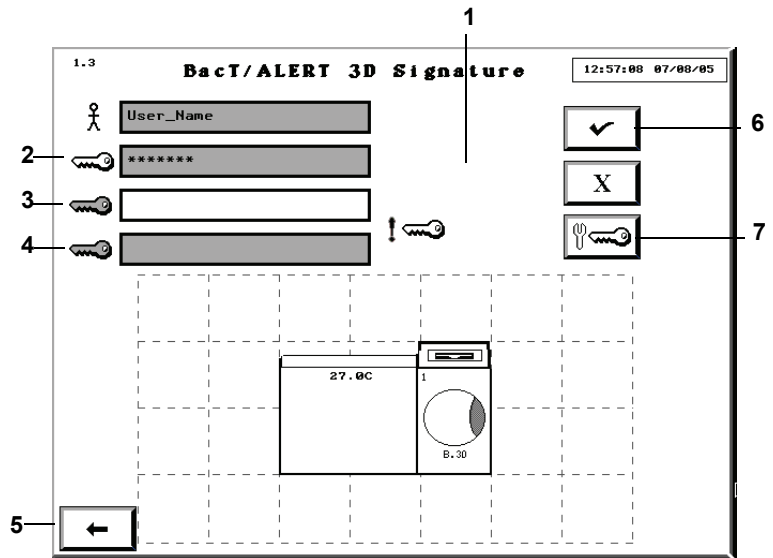 1
1.3
BacT/ALERT 3D Signature
12:57:08 07/08/05
User_Name
6
2
*******
3
X
!
4
7
27.0C
1
B.3D
5